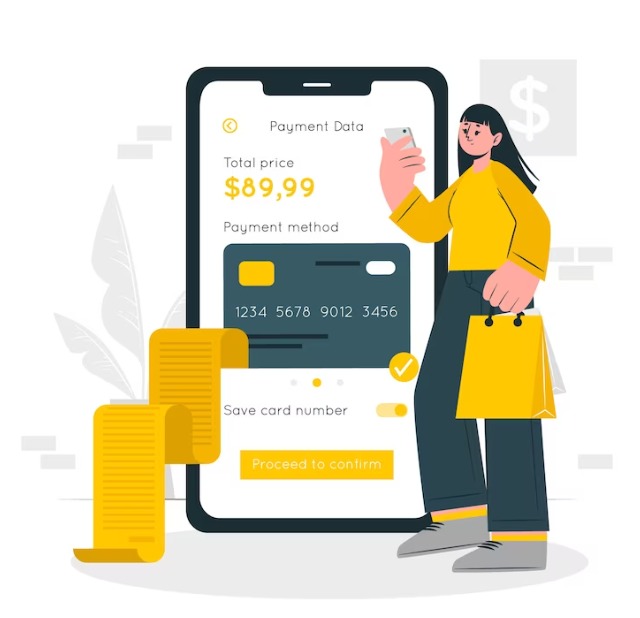 Payment Data
Total price
$89,99
Payment method
1234 5678 9012 3456
Save card number
Proceed to confirm
$